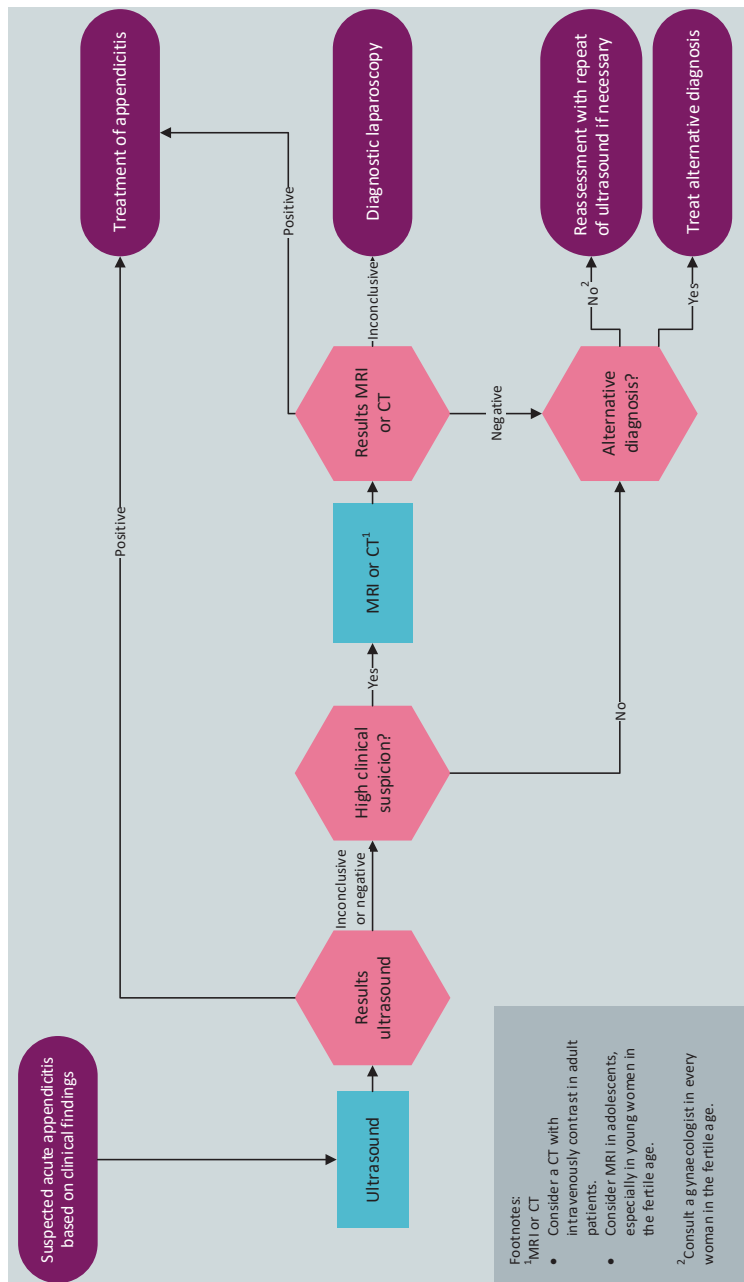 Suspected acute appendicitis
based on clinical findings
Ultrasound
Results
ultrasound
Positive
Inconclusive
or negative
High clinical
suspicion?
Yes
No
MRI or CT1
Results MRI
or CT
Positive
Inconclusive
Negative
Treatment of appendicitis
Diagnostic laparoscopy
Alternative
diagnosis?
No2
Yes
Reassessment with repeat
of ultrasound if necessary
Treat alternative diagnosis
Footnotes:
1MRI or CT
• Consider a CT with
intravenously contrast in adult
patients.
• Consider MRI in adolescents,
especially in young women in
the fertile age.
2Consult a gynaecologist in every
woman in the fertile age.